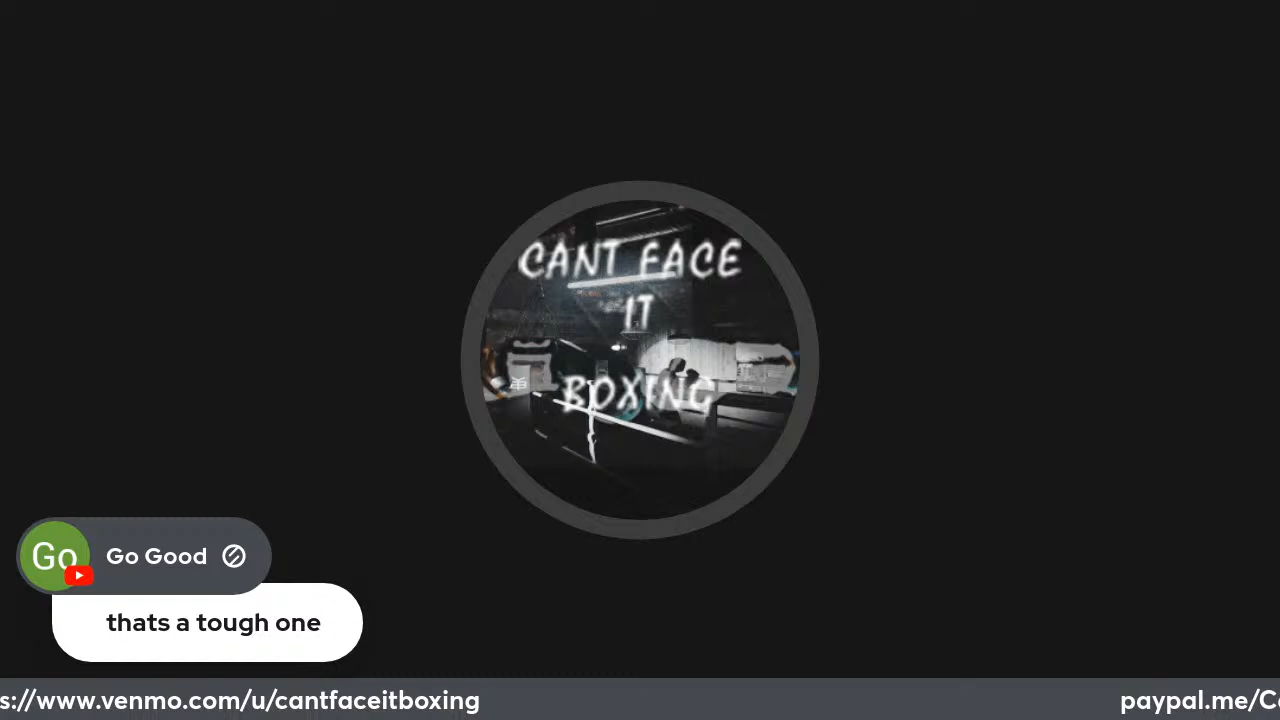 CANT FACE
IT
BOXING
Go
Go Good
thats a tough one
s://www.venmo.com/u/cantfaceitboxing
paypal.me/C